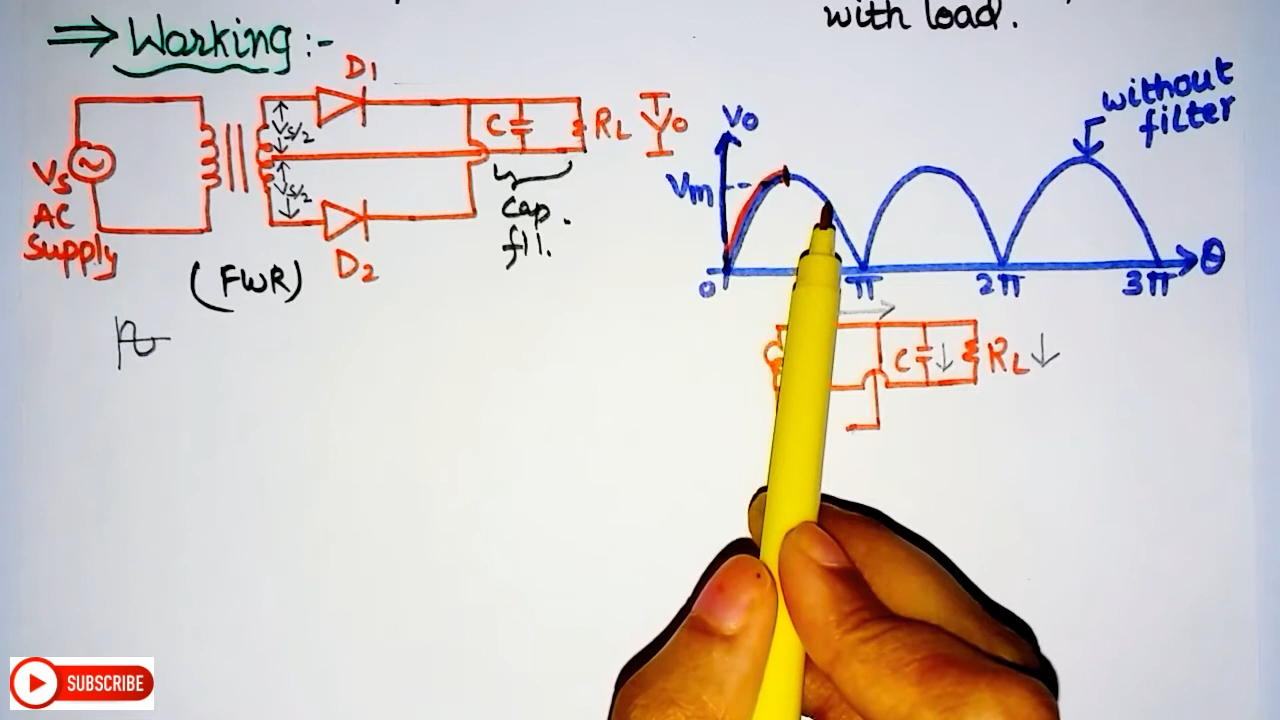 with load.
⇒ Working :-
D1
Vs/2
C
RL
Vo
Vs
AC
Supply
Vs/2
D2
Cap.
fil.
(FWR)
without
filter
Vo
Vm
0
π
2π
3π
θ
C
RL
SUBSCRIBE